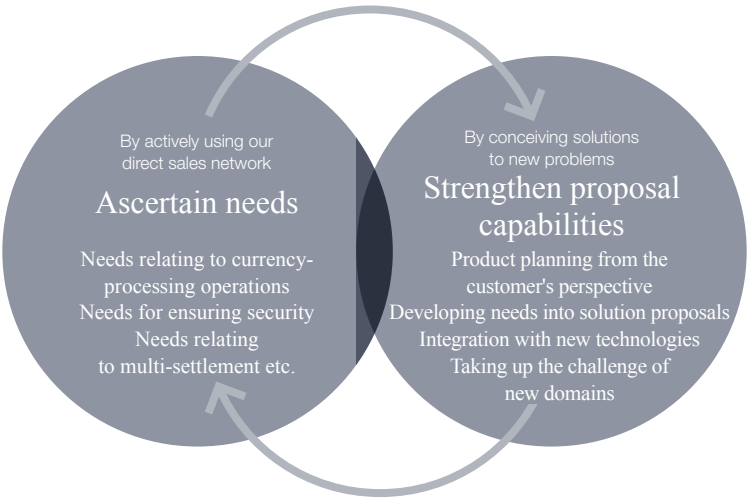 By actively using our
direct sales network
Ascertain needs
Needs relating to currency-
processing operations
Needs for ensuring security
Needs relating
to multi-settlement etc.
By conceiving solutions
to new problems
Strengthen proposal
capabilities
Product planning from the
customer's perspective
Developing needs into solution proposals
Integration with new technologies
Taking up the challenge of
new domains